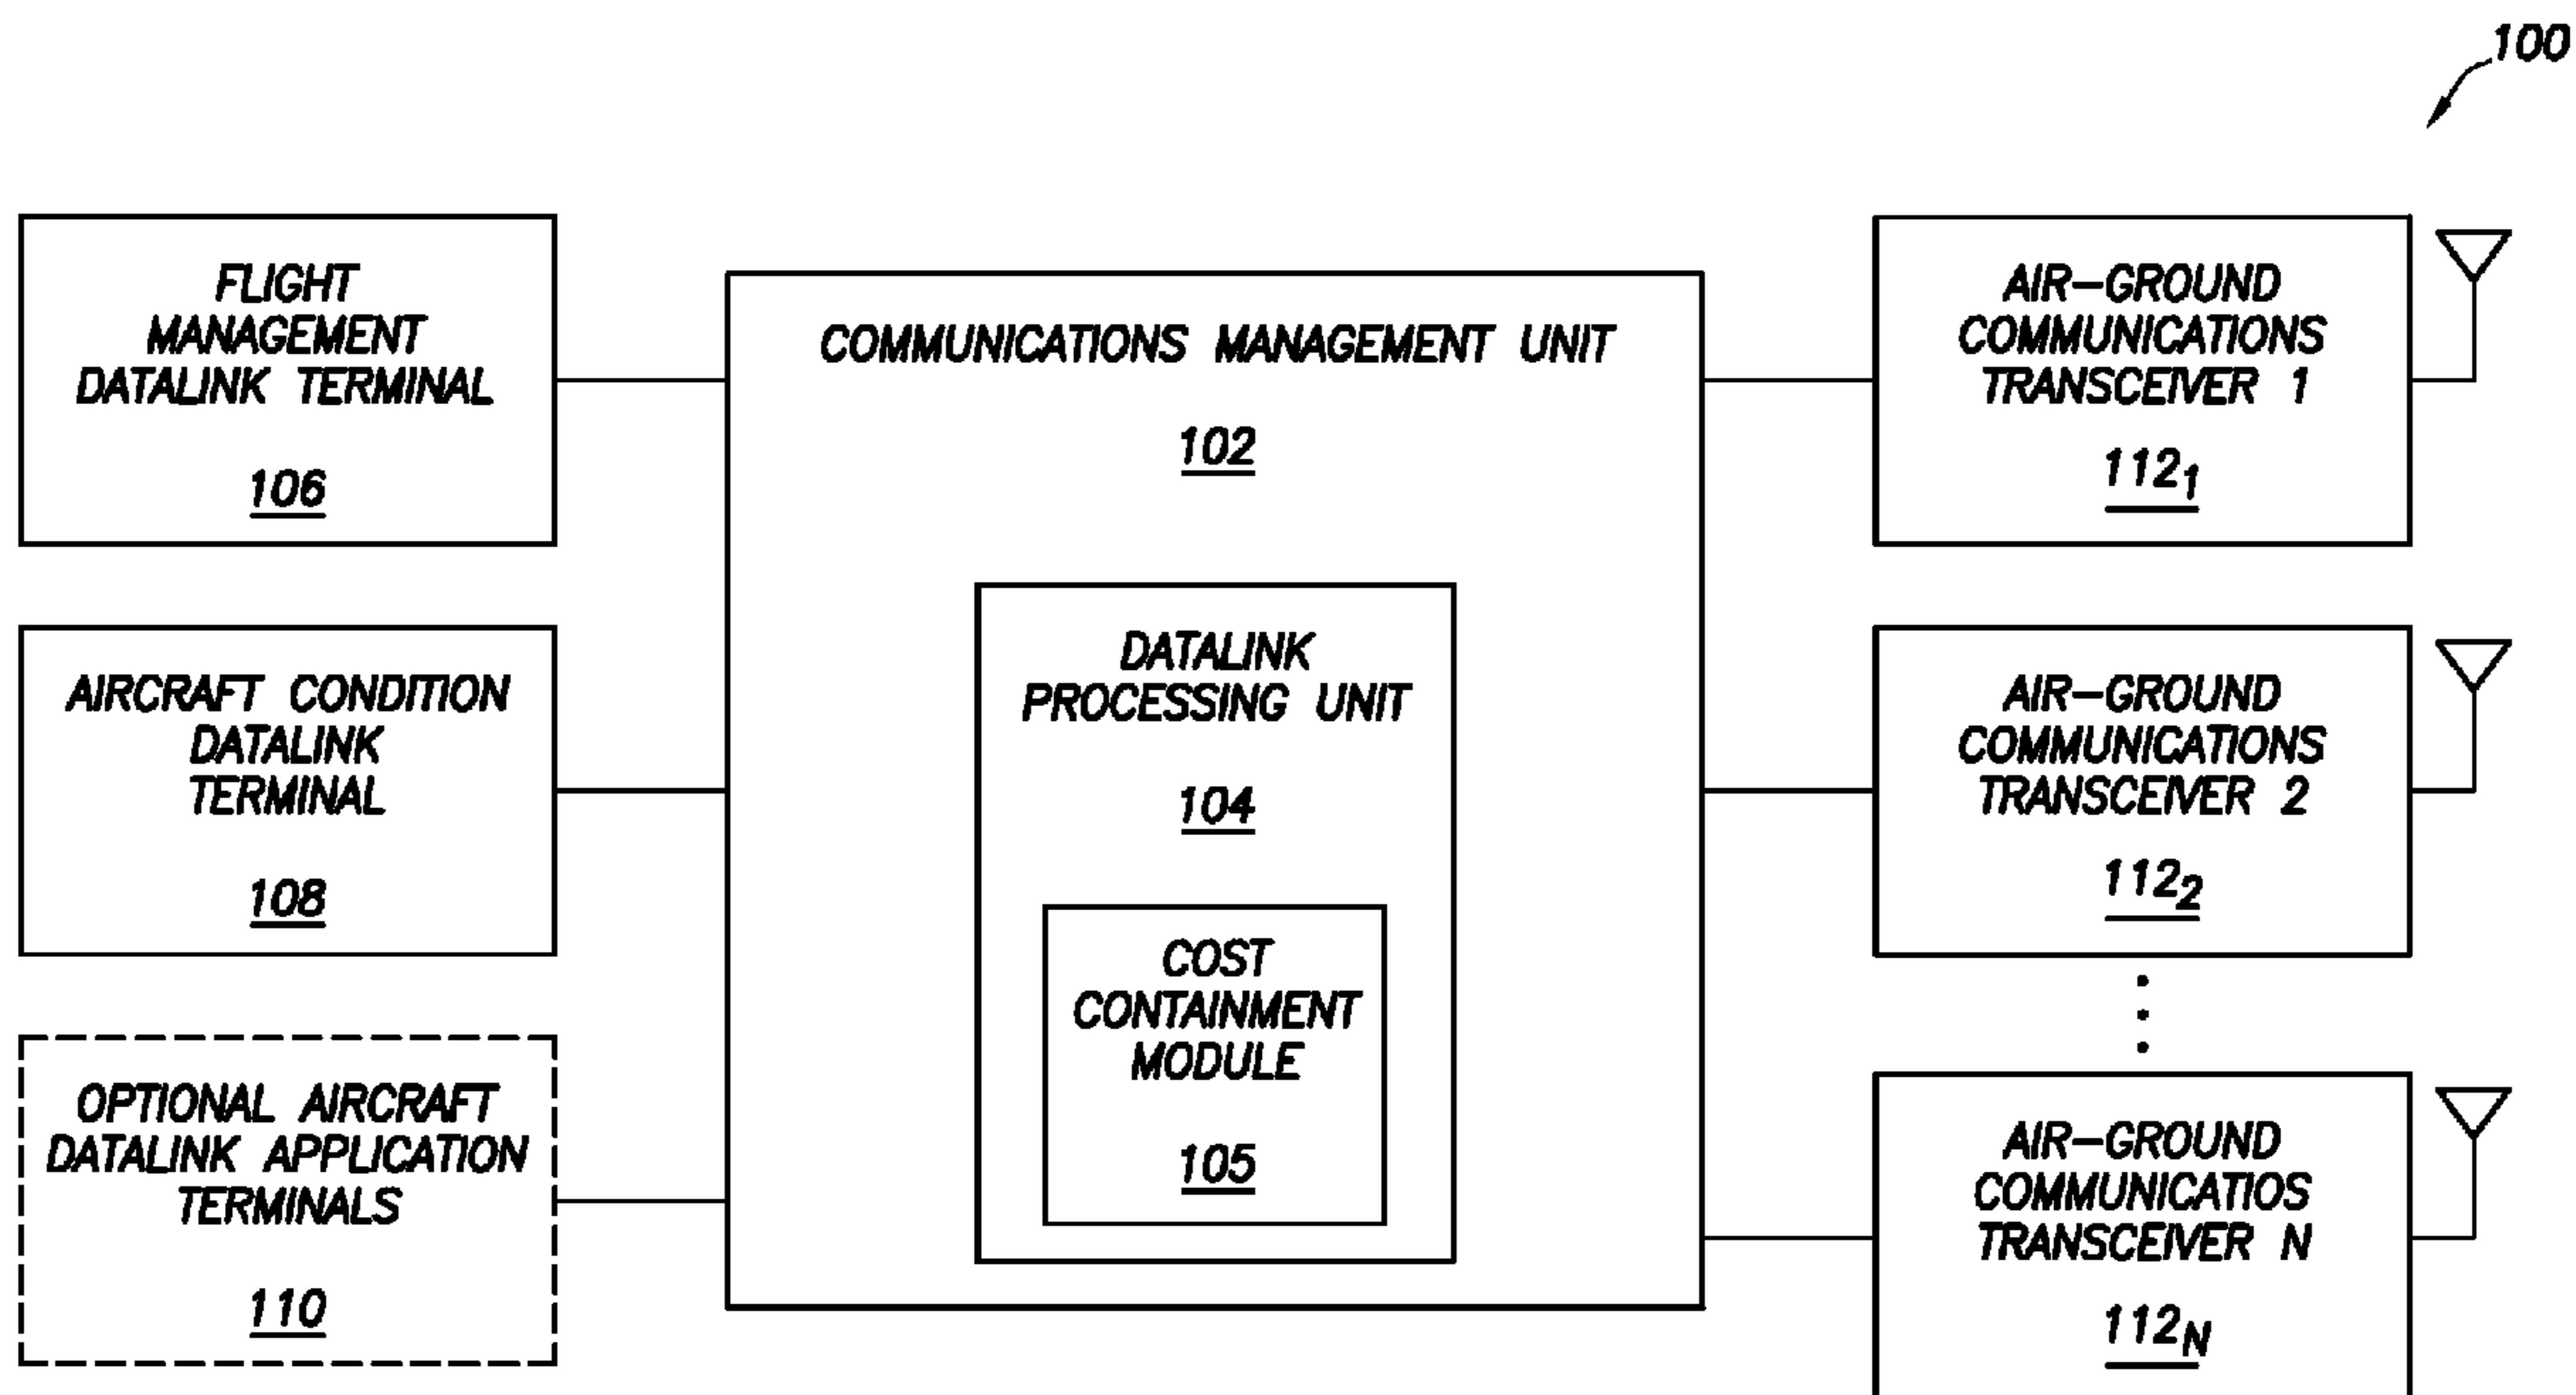 100
FLIGHT
MANAGEMENT
DATALINK TERMINAL
106
AIRCRAFT CONDITION
DATALINK
TERMINAL
108
OPTIONAL AIRCRAFT
DATALINK APPLICATION
TERMINALS
110
COMMUNICATIONS MANAGEMENT UNIT
102
DATALINK
PROCESSING UNIT
104
COST
CONTAINMENT
MODULE
105
AIR-GROUND
COMMUNICATIONS
TRANSCEIVER 1
112₁
AIR-GROUND
COMMUNICATIONS
TRANSCEIVER 2
112₂
AIR-GROUND
COMMUNICATIOS
TRANSCEIVER N
112N